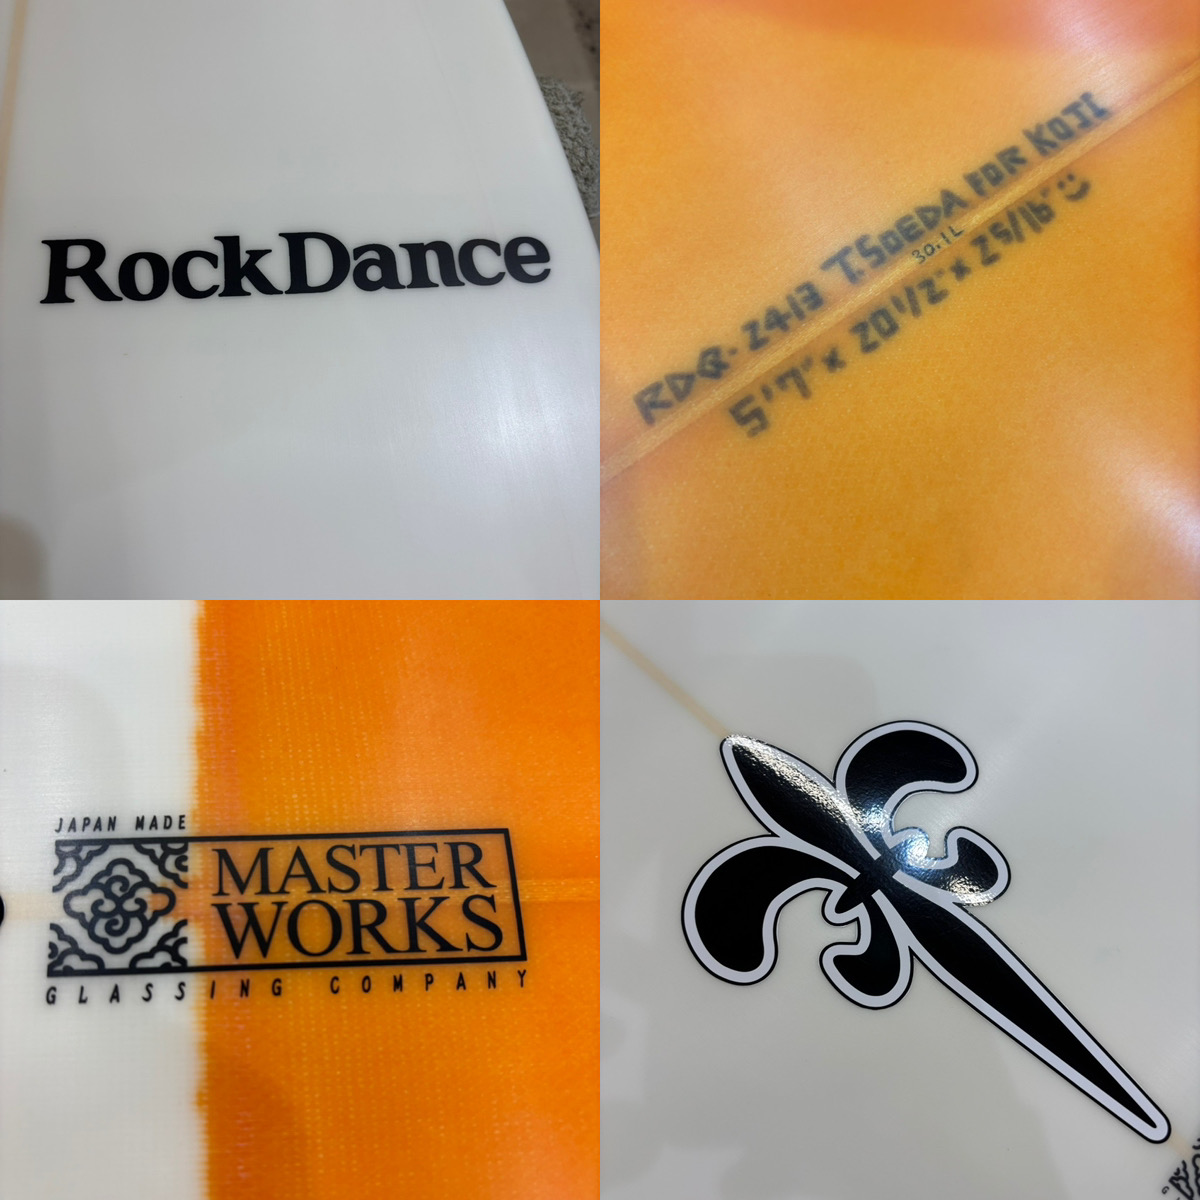 RockDance
RDQ-2413 T.SOEDA FOR KOJI
30.1L
5'7" x 20 1/2" x 2 5/16" :)
JAPAN MADE
MASTER
WORKS
GLASSING COMPANY